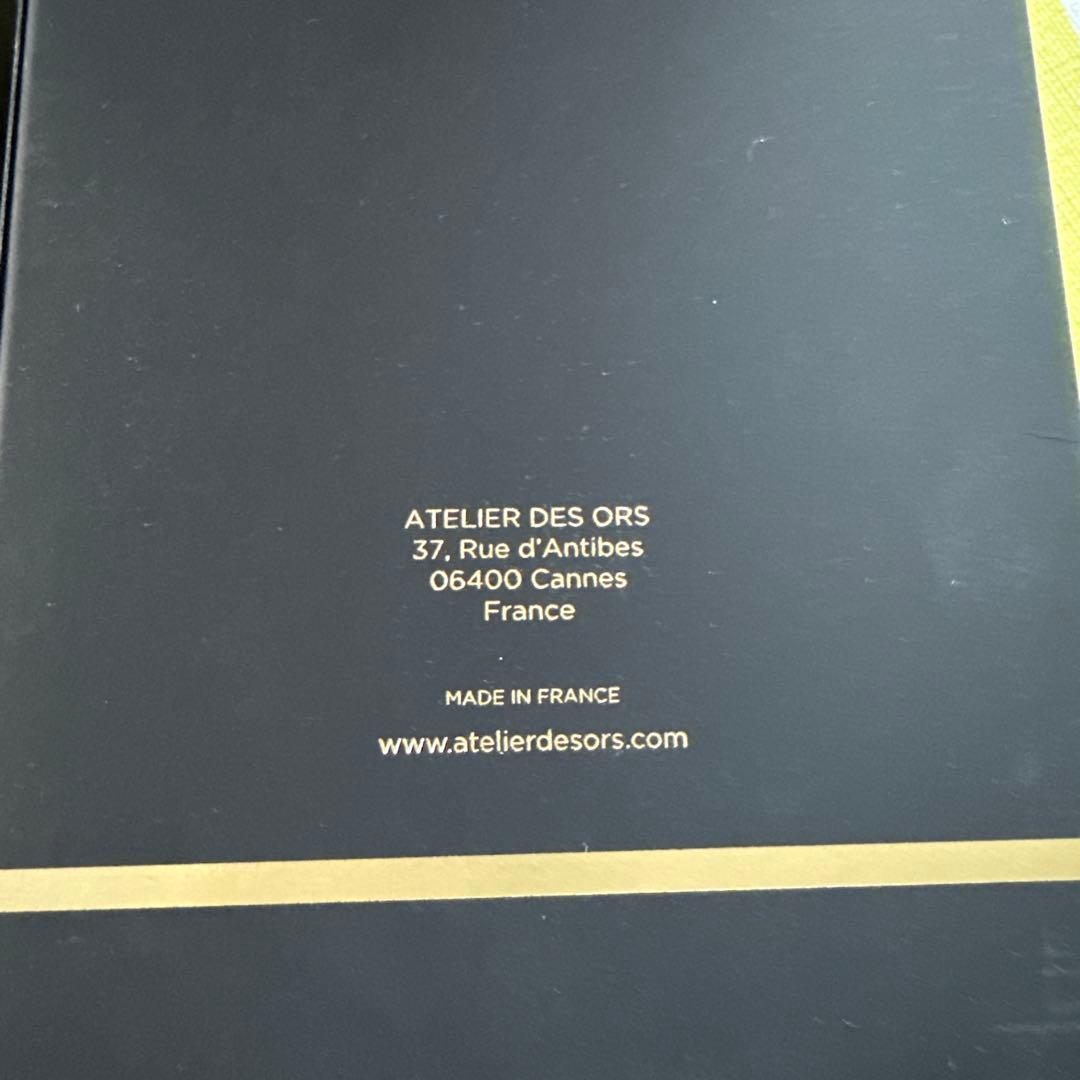 ATELIER DES ORS
37, Rue d'Antibes
06400 Cannes
France
MADE IN FRANCE
www.atelierdesors.com